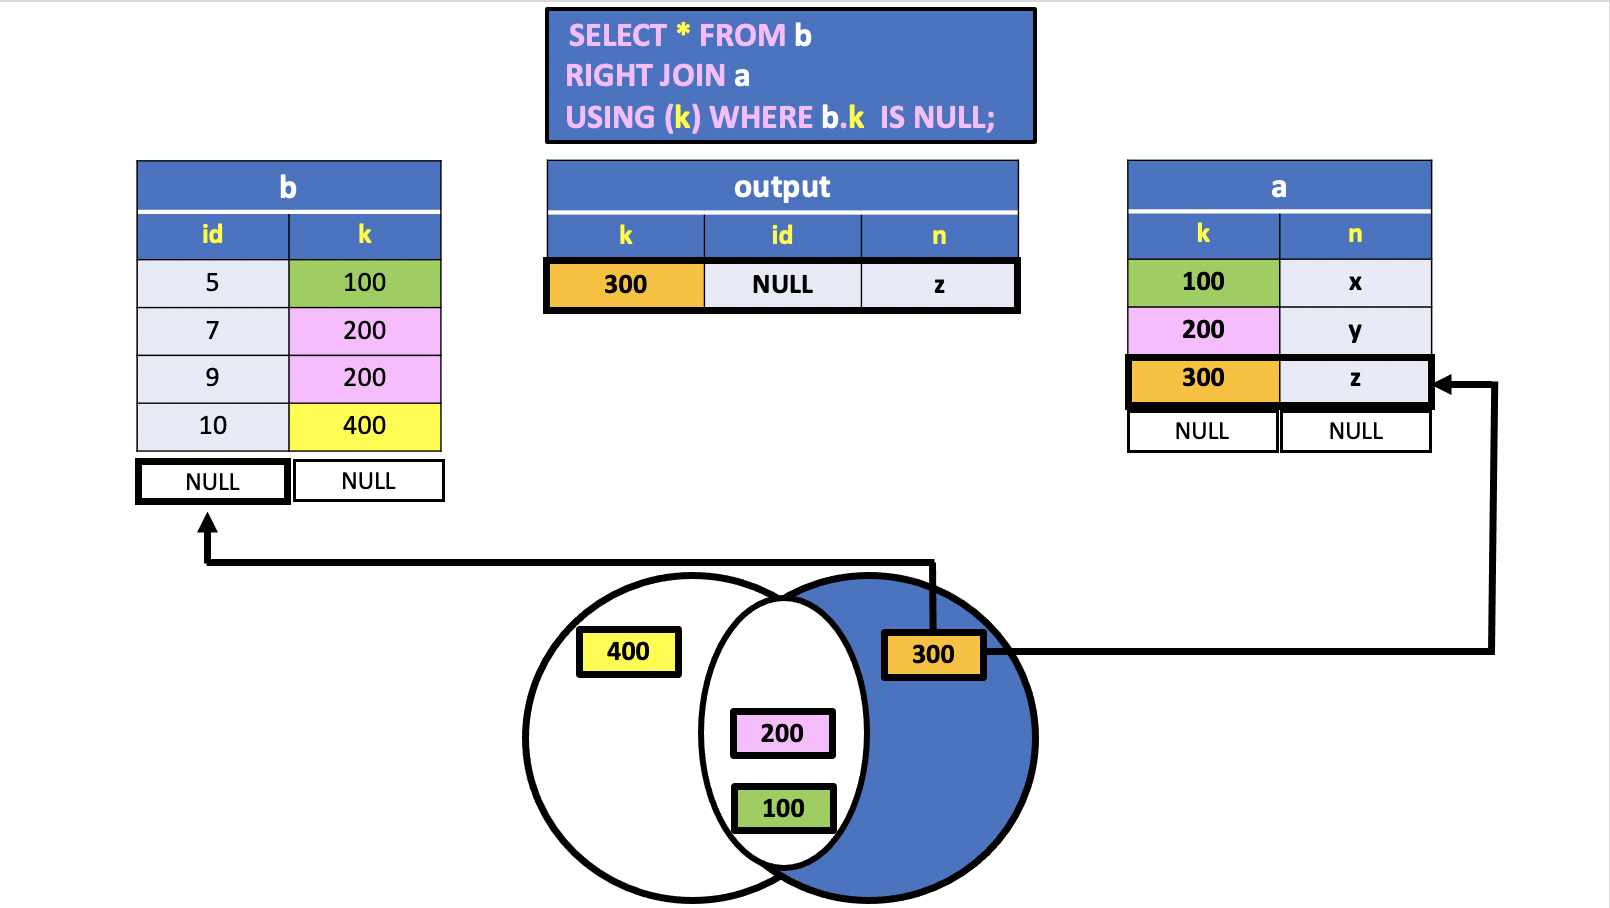 SELECT * FROM b
RIGHT JOIN a
USING (k) WHERE b.k IS NULL;
b
id k
5 100
7 200
9 200
10 400
NULL NULL
output
k id n
300 NULL z
a
k n
100 x
200 y
300 z
NULL NULL
400
300
200
100